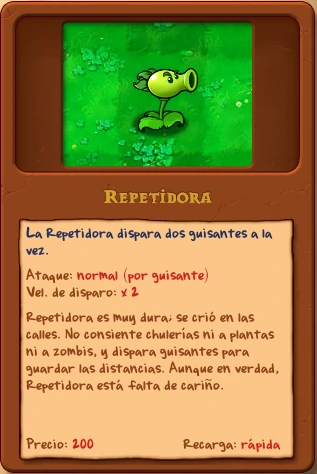 Repetidora
La Repetidora dispara dos guisantes a la
vez.
Ataque: normal (por guisante)
Vel. de disparo: x 2
Repetidora es muy dura; se crió en las
calles. No consiente chulerías ni a plantas
ni a zombis, y dispara guisantes para
guardar las distancias. Aunque en verdad,
Repetidora está falta de cariño.
Precio: 200 Recarga: rápida